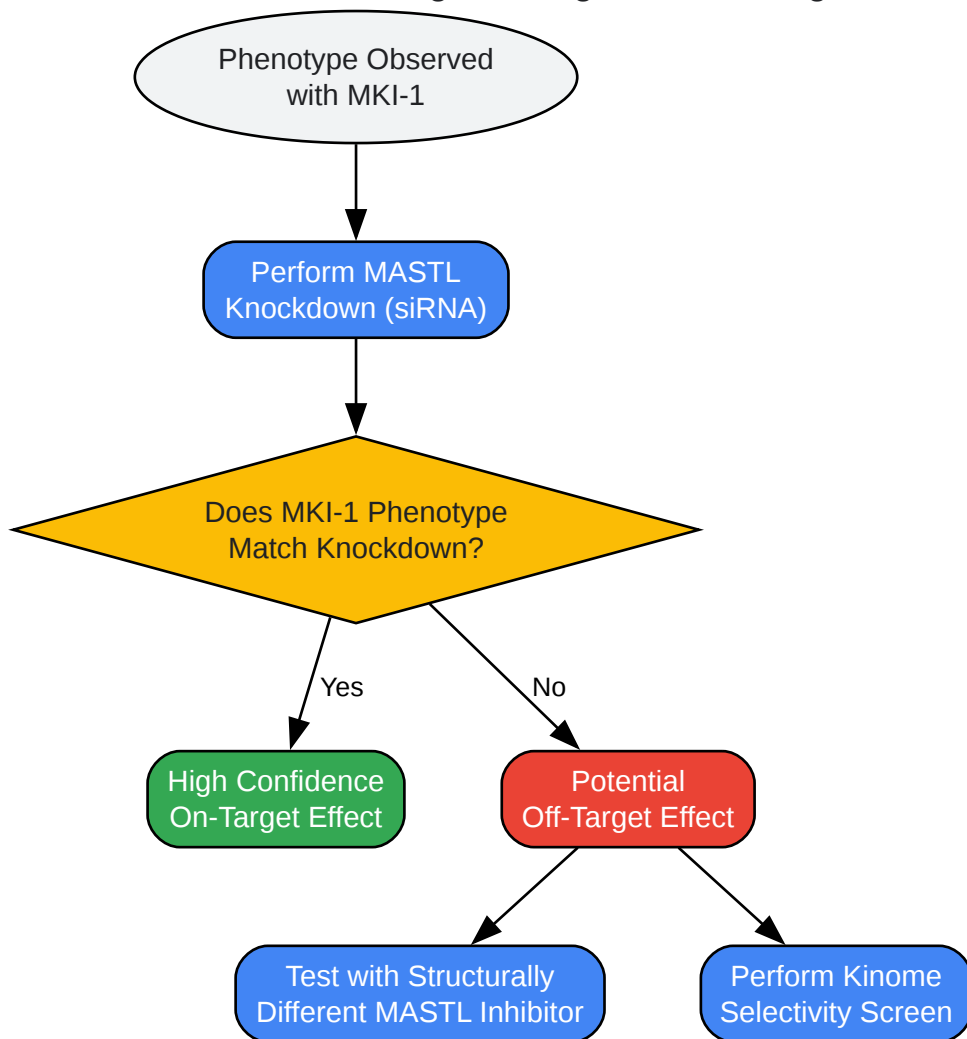 Phenotype Observed
with MKI-1
Perform MASTL
Knockdown (siRNA)
Does MKI-1 Phenotype
Match Knockdown?
Yes
No
High Confidence
On-Target Effect
Potential
Off-Target Effect
Test with Structurally
Different MASTL Inhibitor
Perform Kinome
Selectivity Screen